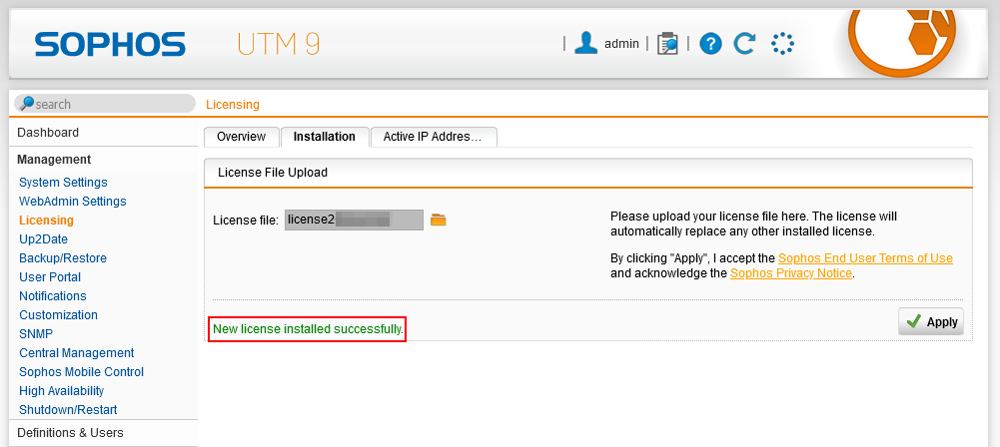 SOPHOS UTM 9
admin
search
Licensing
Dashboard
Overview
Installation
Active IP Addres...
Management
License File Upload
System Settings
WebAdmin Settings
Licensing
Up2Date
Backup/Restore
User Portal
Notifications
Customization
SNMP
Central Management
Sophos Mobile Control
High Availability
Shutdown/Restart
Definitions & Users
License file: license2
Please upload your license file here. The license will
automatically replace any other installed license.
By clicking "Apply", I accept the Sophos End User Terms of Use
and acknowledge the Sophos Privacy Notice.
New license installed successfully.
Apply